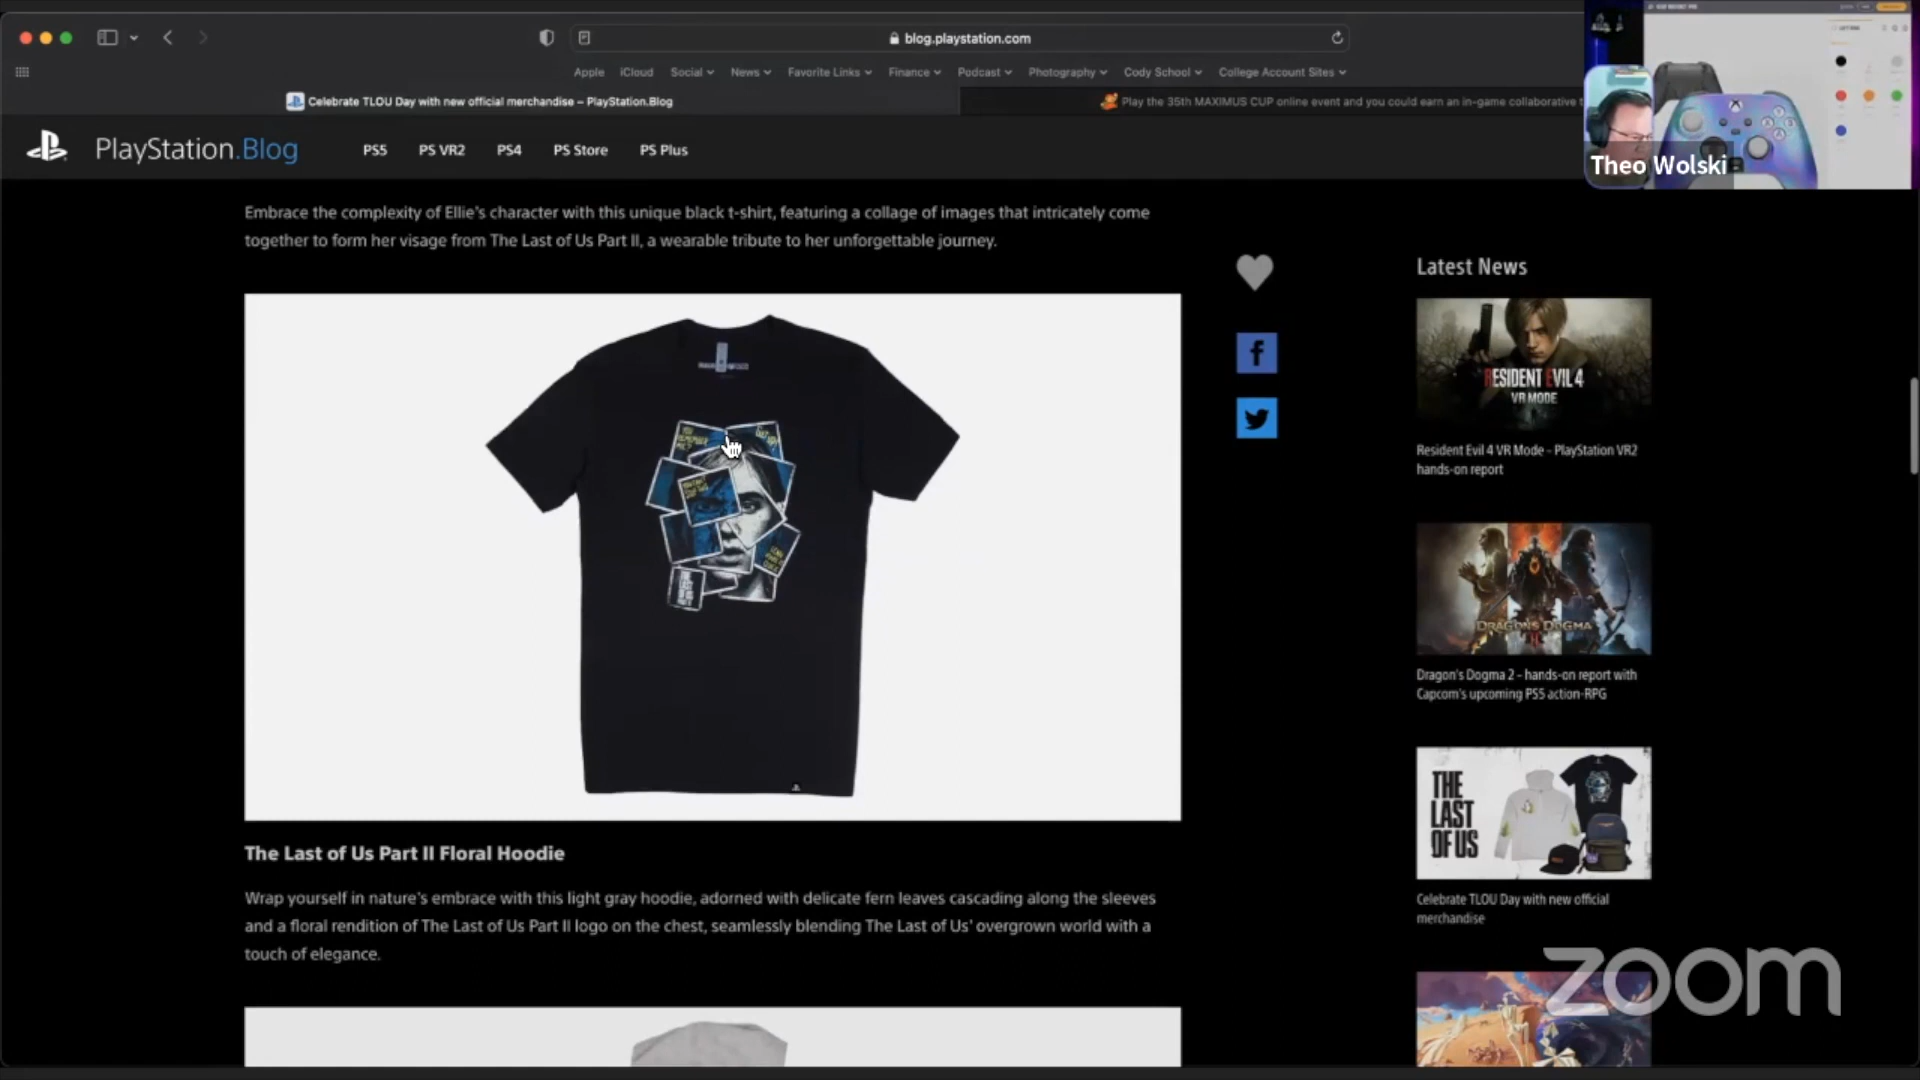 blog.playstation.com
Apple
iCloud
Social
News
Favorite Links
Finance
Podcast
Photography
Cody School
College Account Sites
Celebrate TLOU Day with new official merchandise – PlayStation.Blog
Play the 35th MAXIMUS CUP online event and you could earn an in-game collaborative t
PlayStation.Blog
PS5
PS VR2
PS4
PS Store
PS Plus
Theo Wolski
Embrace the complexity of Ellie's character with this unique black t-shirt, featuring a collage of images that intricately come
together to form her visage from The Last of Us Part II, a wearable tribute to her unforgettable journey.
The Last of Us Part II Floral Hoodie
Wrap yourself in nature's embrace with this light gray hoodie, adorned with delicate fern leaves cascading along the sleeves
and a floral rendition of The Last of Us Part II logo on the chest, seamlessly blending The Last of Us' overgrown world with a
touch of elegance.
Latest News
RESIDENT EVIL 4
VR MODE
Resident Evil 4 VR Mode – PlayStation VR2
hands-on report
DRAGON'S DOGMA
Dragon's Dogma 2 – hands-on report with
Capcom's upcoming PS5 action-RPG
THE
LAST
OF US
Celebrate TLOU Day with new official
merchandise
zoom